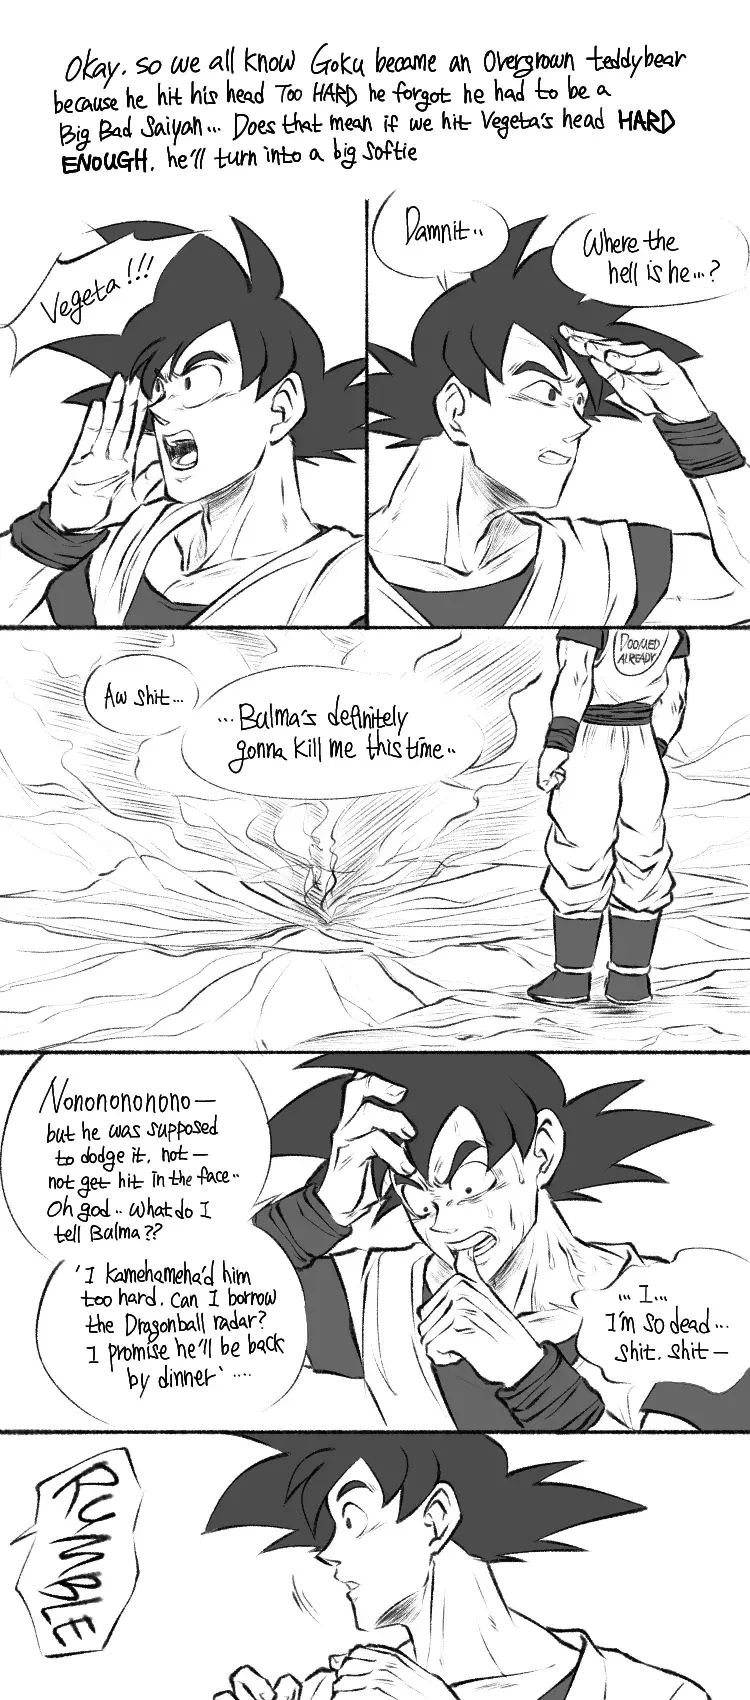 Okay. So we all know Goku became an overgrown teddybear
because he hit his head TOO HARD he forgot he had to be a
Big Bad Saiyan... Does that mean if we hit Vegeta's head HARD
ENOUGH. he'll turn into a big softie
Vegeta!!!
Damnit..
Where the
hell is he...?
Aw shit...
...Bulma's definitely
gonna kill me this time..
DOOMED
ALREADY
Nonononononono—
but he was supposed
to dodge it. not—
not get hit in the face..
Oh god.. what do I
tell Bulma??
'I kamehameha'd him
too hard. Can I borrow
the Dragonball radar?
I promise he'll be back
by dinner' ....
... I...
I'm so dead...
shit. shit—
RUMBLE